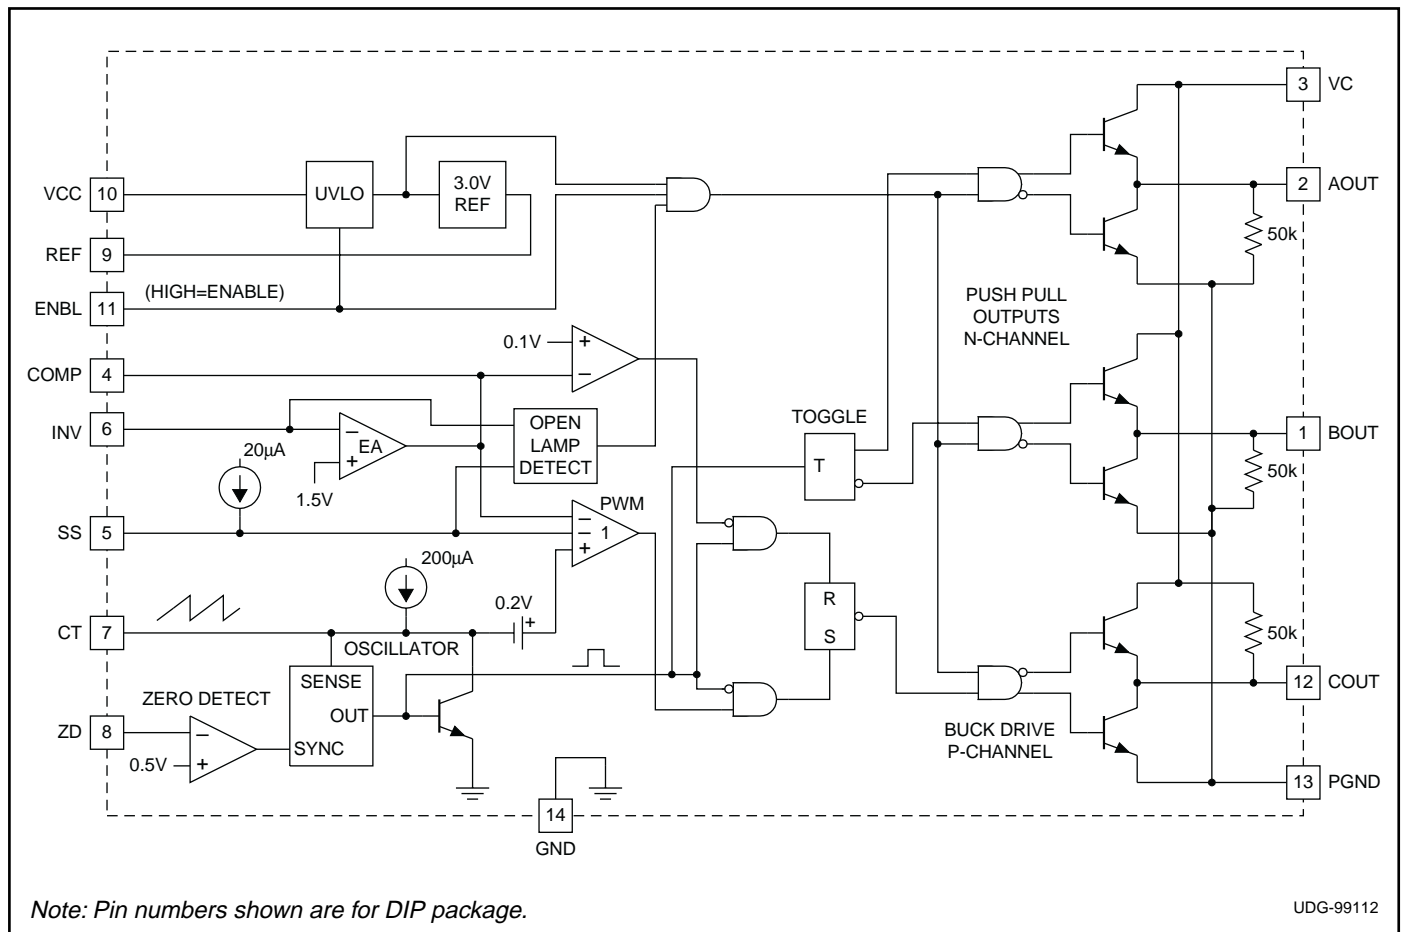 3 VC
VCC 10
UVLO
3.0V
REF
2 AOUT
50k
REF 9
ENBL 11
(HIGH=ENABLE)
PUSH PULL
OUTPUTS
N-CHANNEL
0.1V
+
−
COMP 4
INV 6
20µA
−
EA
+
1.5V
OPEN
LAMP
DETECT
TOGGLE
T
1 BOUT
50k
SS 5
PWM
−
− 1
+
200µA
0.2V
+
CT 7
OSCILLATOR
R
S
50k
12 COUT
ZERO DETECT
SENSE
OUT
SYNC
ZD 8
−
0.5V
+
BUCK DRIVE
P-CHANNEL
13 PGND
14
GND
Note: Pin numbers shown are for DIP package.
UDG-99112